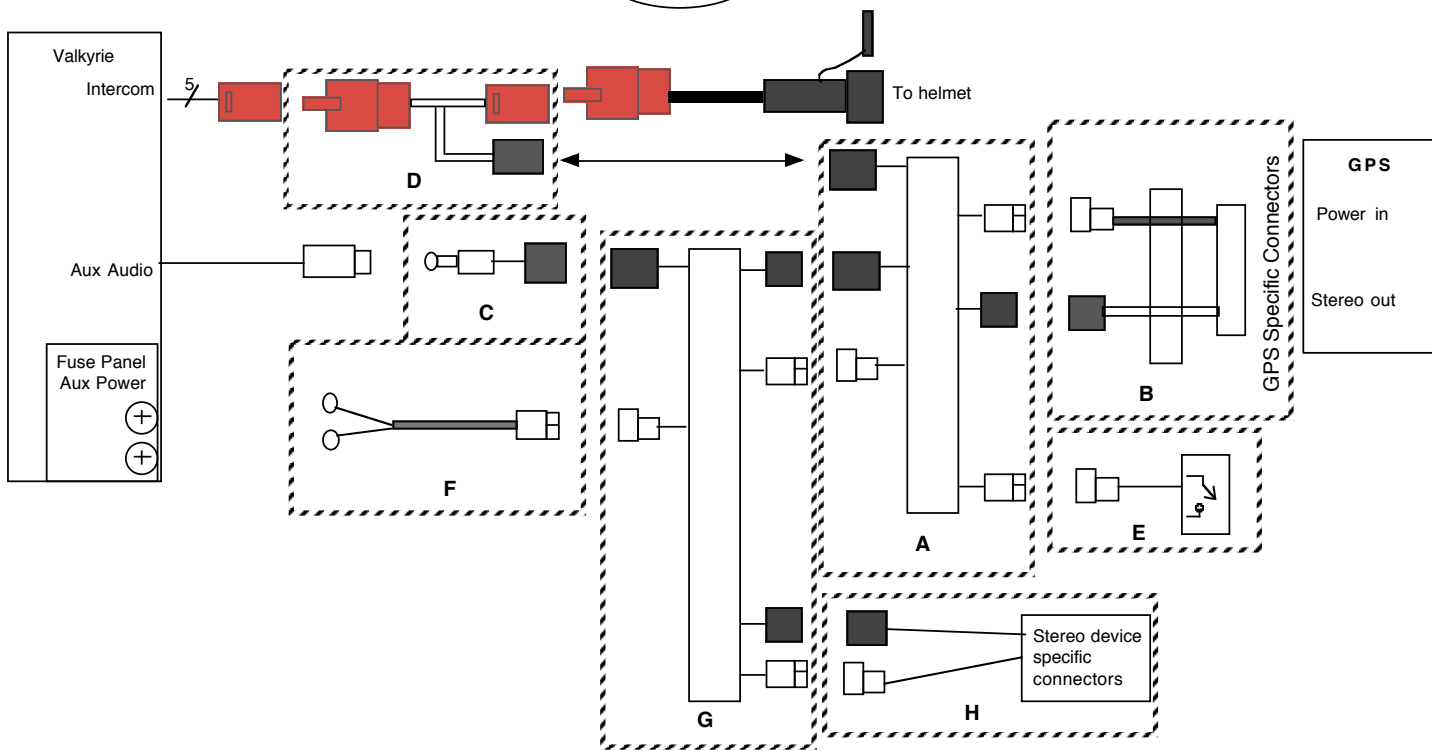 Valkyrie
Intercom
5
To helmet
D
GPS
Power in
Stereo out
GPS Specific Connectors
Aux Audio
C
B
Fuse Panel
Aux Power
F
E
A
G
Stereo device
specific
connectors
H